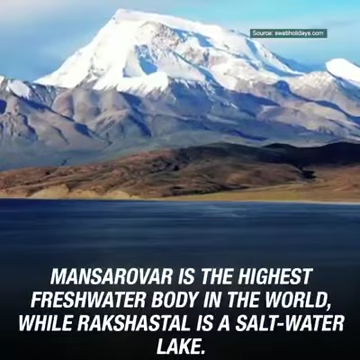 Source: swatiholidays.com
MANSAROVAR IS THE HIGHEST
FRESHWATER BODY IN THE WORLD,
WHILE RAKSHASTAL IS A SALT-WATER
LAKE.